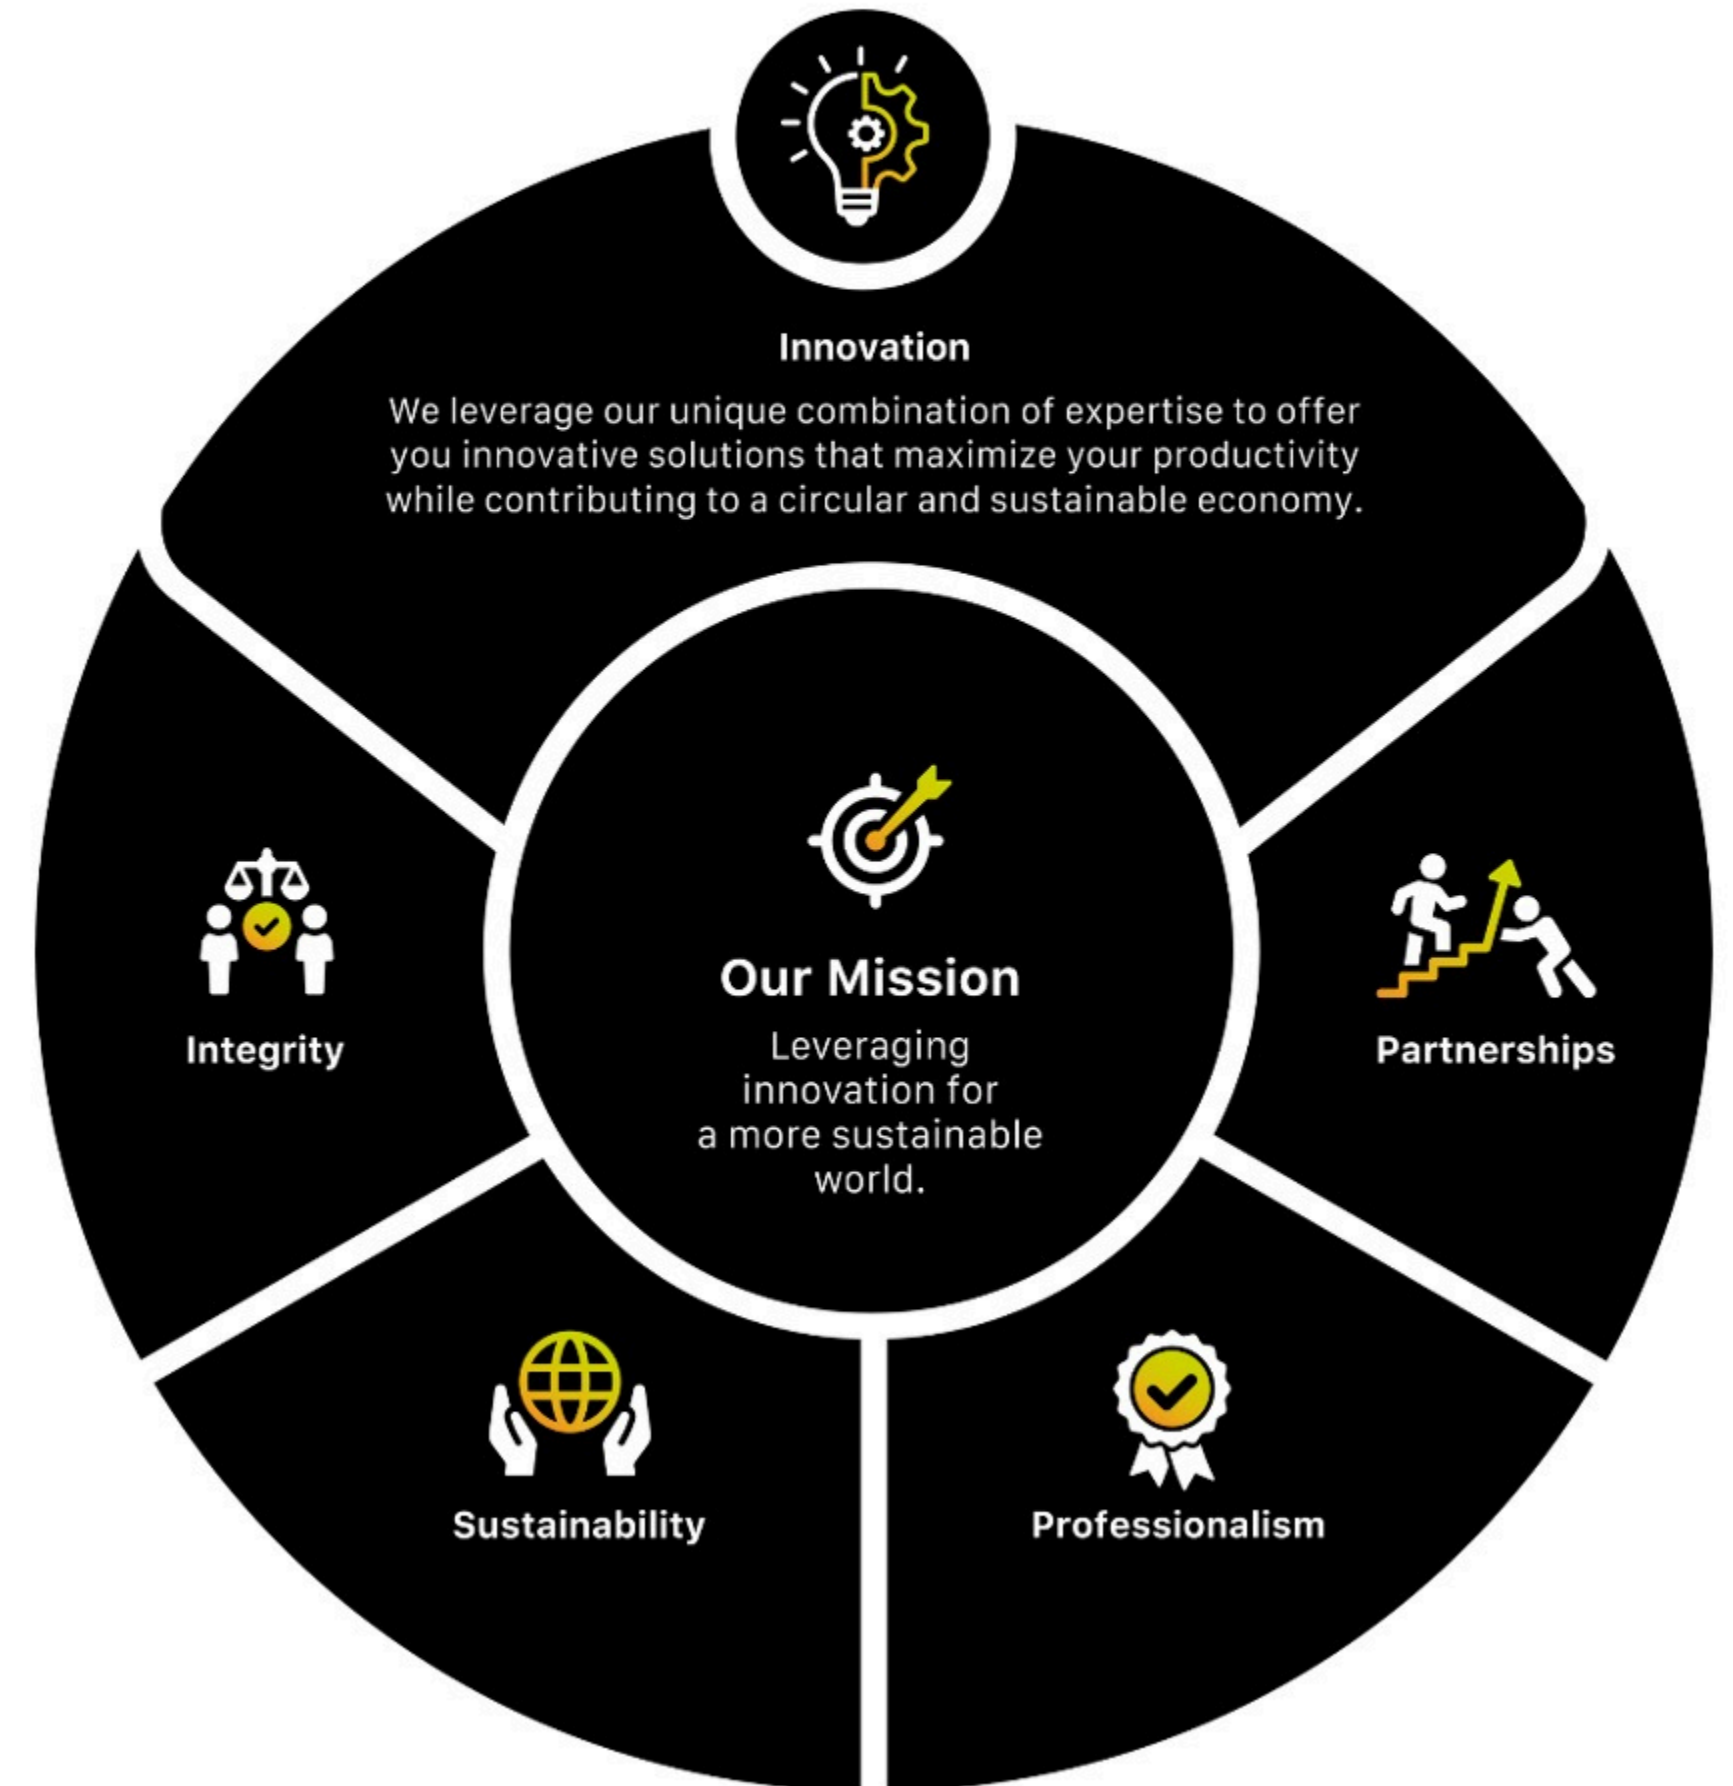 Innovation
We leverage our unique combination of expertise to offer
you innovative solutions that maximize your productivity
while contributing to a circular and sustainable economy.
Our Mission
Leveraging
innovation for
a more sustainable
world.
Integrity
Partnerships
Sustainability
Professionalism